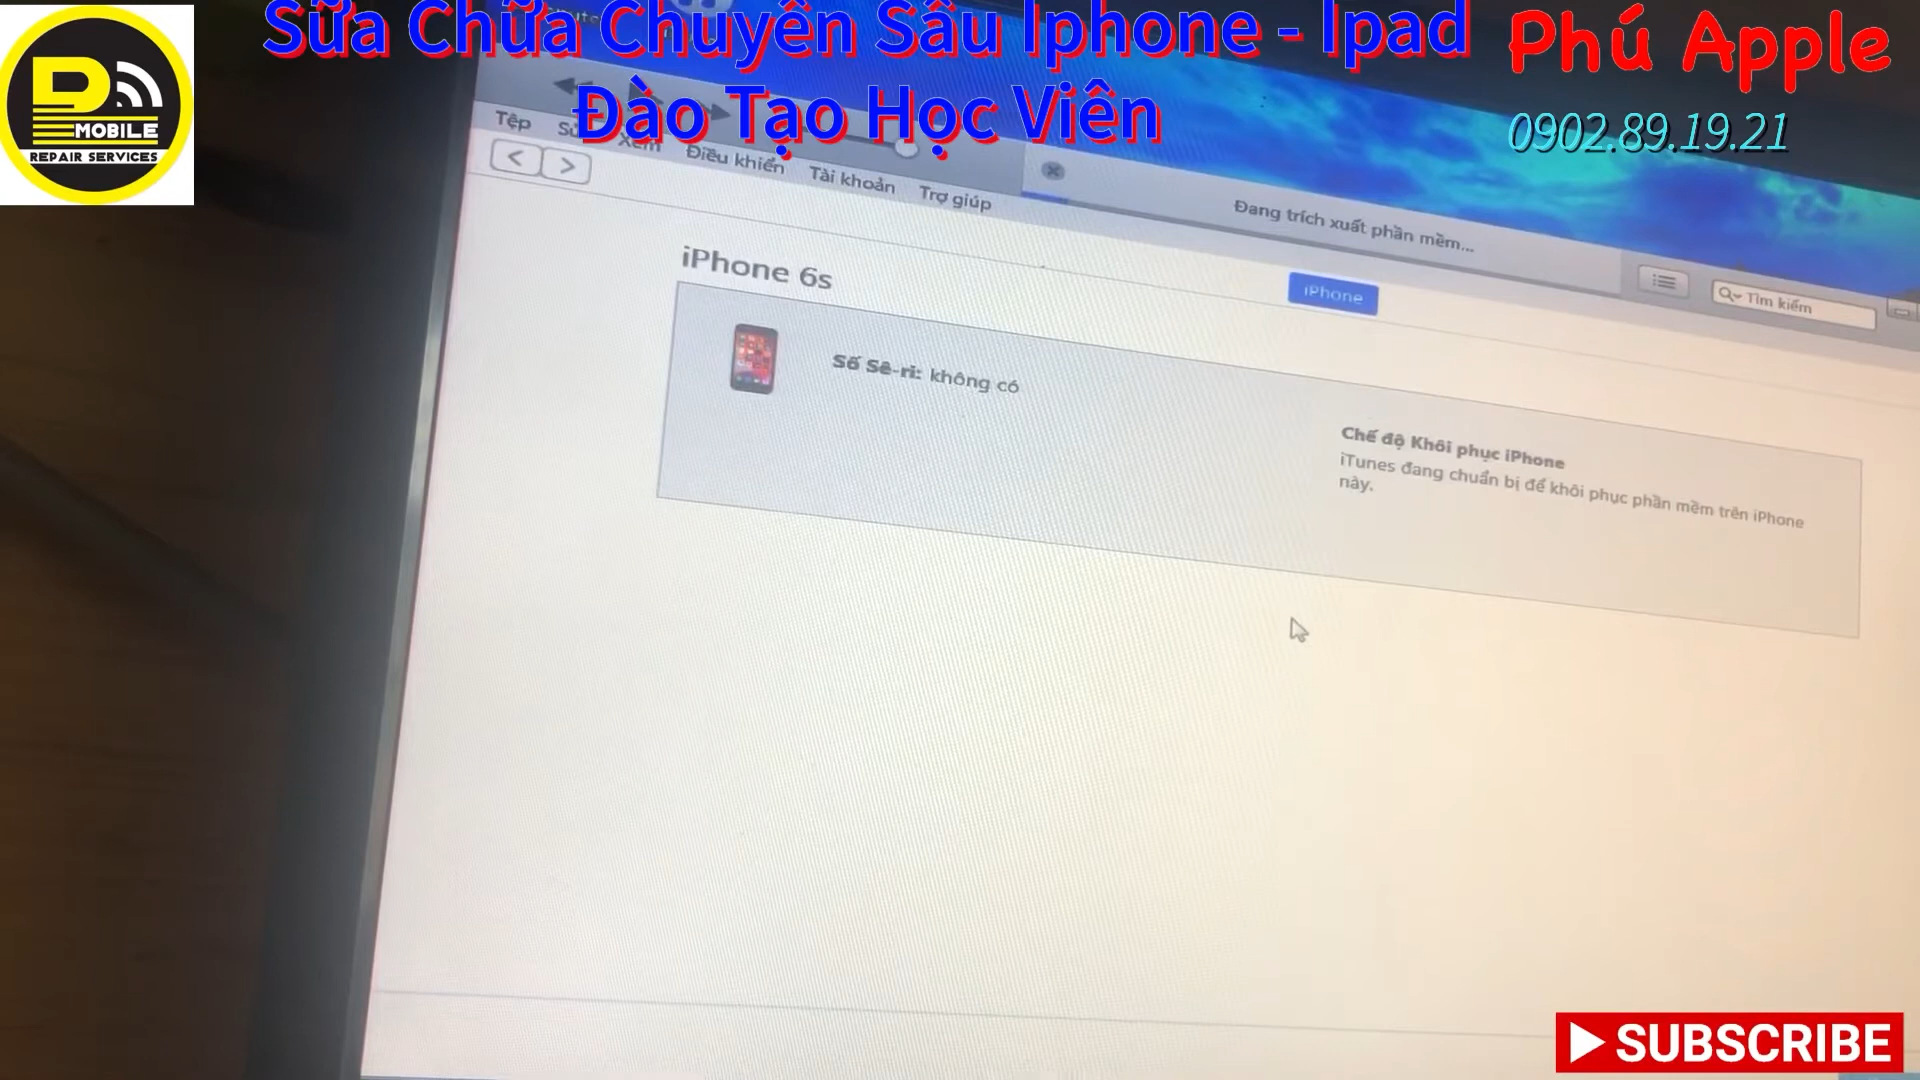 Sửa Chữa Chuyên Sâu Iphone - Ipad
Đào Tạo Học Viên
Phú Apple
0902.89.19.21
MOBILE
REPAIR SERVICES
Tệp
Xem
Điều khiển
Tài khoản
Trợ giúp
Đang trích xuất phần mềm...
Tìm kiếm
iPhone
iPhone 6s
Số Sê-ri: không có
Chế độ Khôi phục iPhone
iTunes đang chuẩn bị để khôi phục phần mềm trên iPhone
này.
SUBSCRIBE